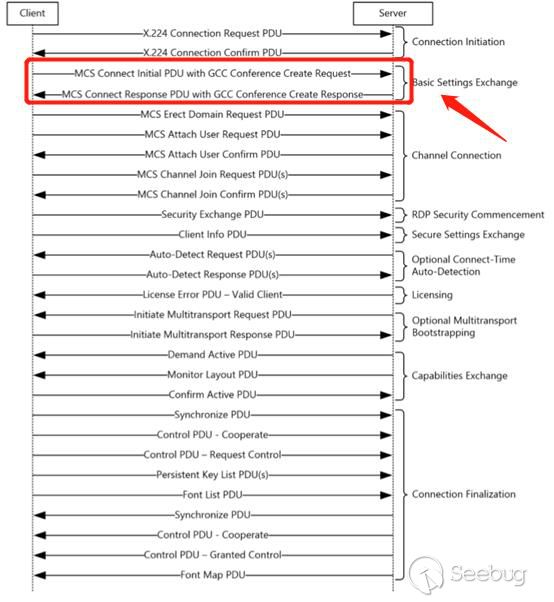 Client
Server
X.224 Connection Request PDU
X.224 Connection Confirm PDU
Connection Initiation
MCS Connect Initial PDU with GCC Conference Create Request
MCS Connect Response PDU with GCC Conference Create Response
Basic Settings Exchange
MCS Erect Domain Request PDU
MCS Attach User Request PDU
MCS Attach User Confirm PDU
MCS Channel Join Request PDU(s)
MCS Channel Join Confirm PDU(s)
Channel Connection
Security Exchange PDU
RDP Security Commencement
Client Info PDU
Secure Settings Exchange
Auto-Detect Request PDU(s)
Auto-Detect Response PDU(s)
Optional Connect-Time
Auto-Detection
License Error PDU – Valid Client
Licensing
Initiate Multitransport Request PDU
Initiate Multitransport Response PDU
Optional Multitransport
Bootstrapping
Demand Active PDU
Monitor Layout PDU
Confirm Active PDU
Capabilities Exchange
Synchronize PDU
Control PDU - Cooperate
Control PDU – Request Control
Persistent Key List PDU(s)
Font List PDU
Synchronize PDU
Control PDU - Cooperate
Control PDU – Granted Control
Font Map PDU
Connection Finalization
Seebug